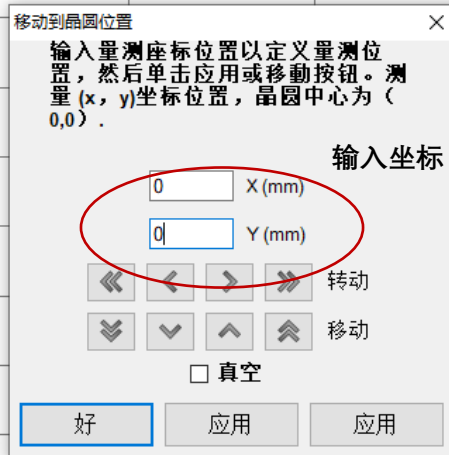 移动到晶圆位置
输入量测座标位置以定义量测位
置，然后单击应用或移動按钮。测
量 (x，y)坐标位置，晶圆中心为（
0,0）.
输入坐标
0 X (mm)
0 Y (mm)
转动
移动
真空
好 应用 应用